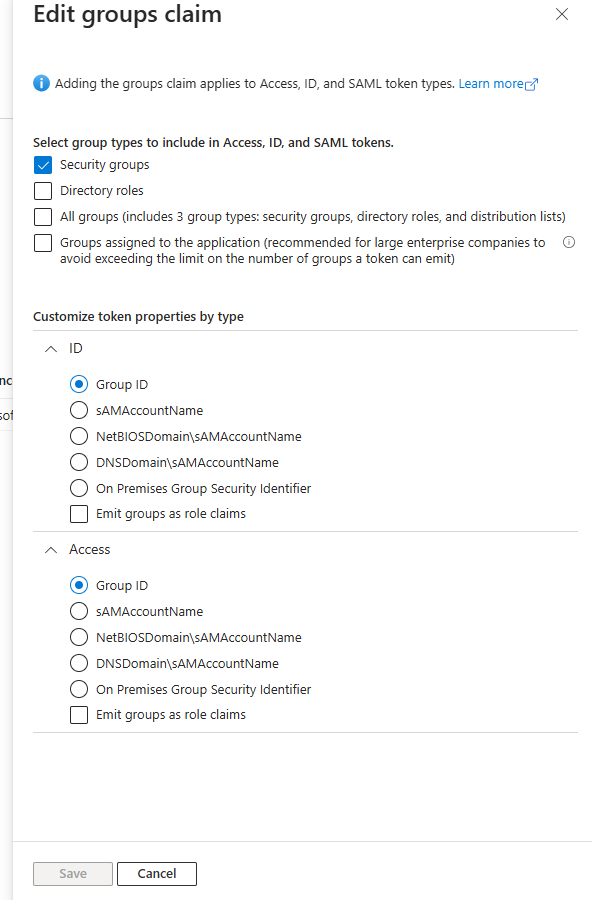 Edit groups claim
Adding the groups claim applies to Access, ID, and SAML token types. Learn more
Select group types to include in Access, ID, and SAML tokens.
Security groups
Directory roles
All groups (includes 3 group types: security groups, directory roles, and distribution lists)
Groups assigned to the application (recommended for large enterprise companies to
avoid exceeding the limit on the number of groups a token can emit)
Customize token properties by type
ID
Group ID
sAMAccountName
NetBIOSDomain\sAMAccountName
DNSDomain\sAMAccountName
On Premises Group Security Identifier
Emit groups as role claims
Access
Group ID
sAMAccountName
NetBIOSDomain\sAMAccountName
DNSDomain\sAMAccountName
On Premises Group Security Identifier
Emit groups as role claims
Save
Cancel